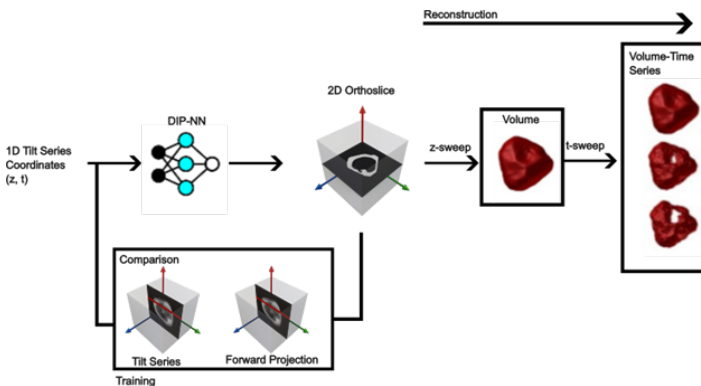 Reconstruction
Volume-Time
Series
2D Orthoslice
DIP-NN
Volume
1D Tilt Series
Coordinates
(z, t)
z-sweep
t-sweep
Comparison
Tilt Series
Forward Projection
Training